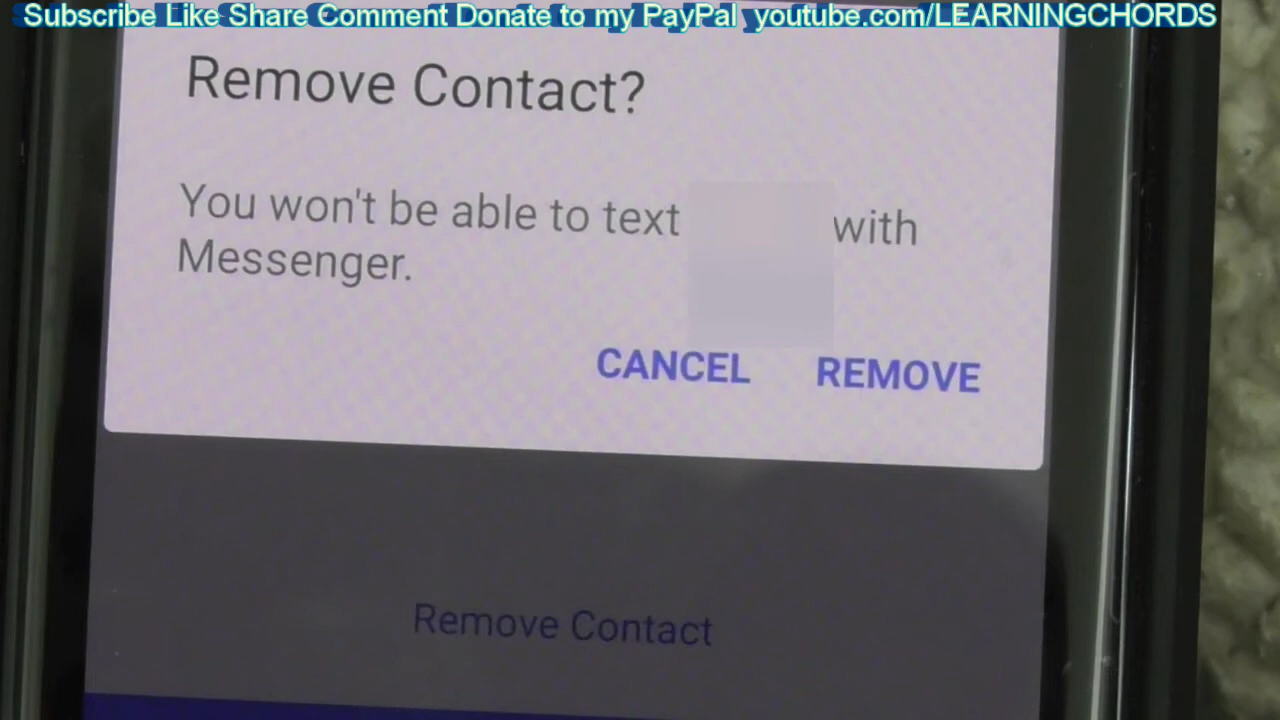 Subscribe Like Share Comment Donate to my PayPal youtube.com/LEARNINGCHORDS
Remove Contact?
You won't be able to text with
Messenger.
CANCEL REMOVE
Remove Contact